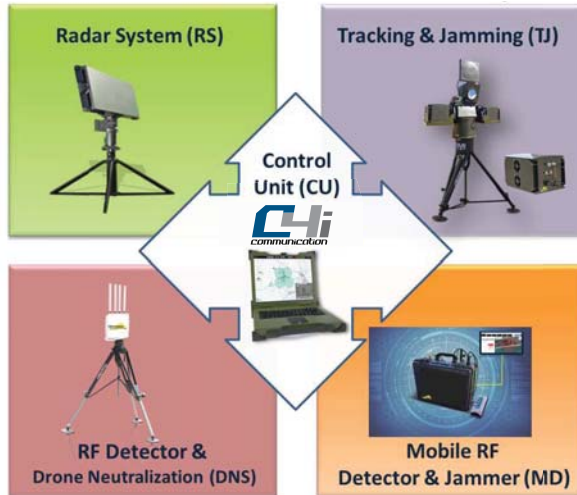 Radar System (RS)
Tracking & Jamming (TJ)
Control
Unit (CU)
C4i
communication
RF Detector &
Drone Neutralization (DNS)
Mobile RF
Detector & Jammer (MD)